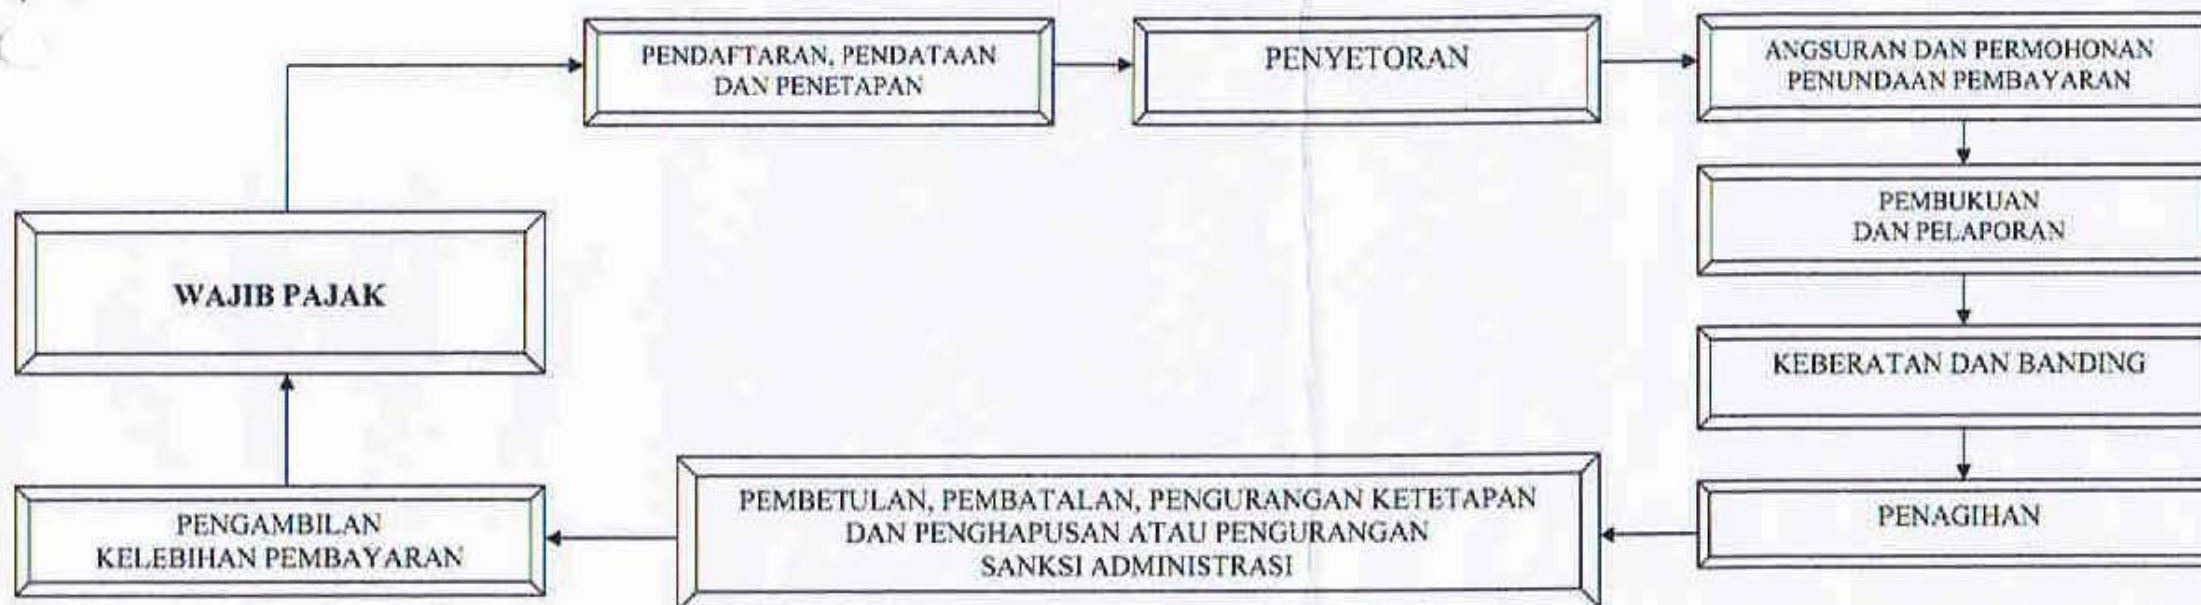 PENDAFTARAN, PENDATAAN
DAN PENETAPAN
PENYETORAN
ANGSURAN DAN PERMOHONAN
PENUNDAAN PEMBAYARAN
PEMBUKUAN
DAN PELAPORAN
WAJIB PAJAK
KEBERATAN DAN BANDING
PENAGIHAN
PEMBETULAN, PEMBATALAN, PENGURANGAN KETETAPAN
DAN PENGHAPUSAN ATAU PENGURANGAN
SANKSI ADMINISTRASI
PENGAMBILAN
KELEBIHAN PEMBAYARAN